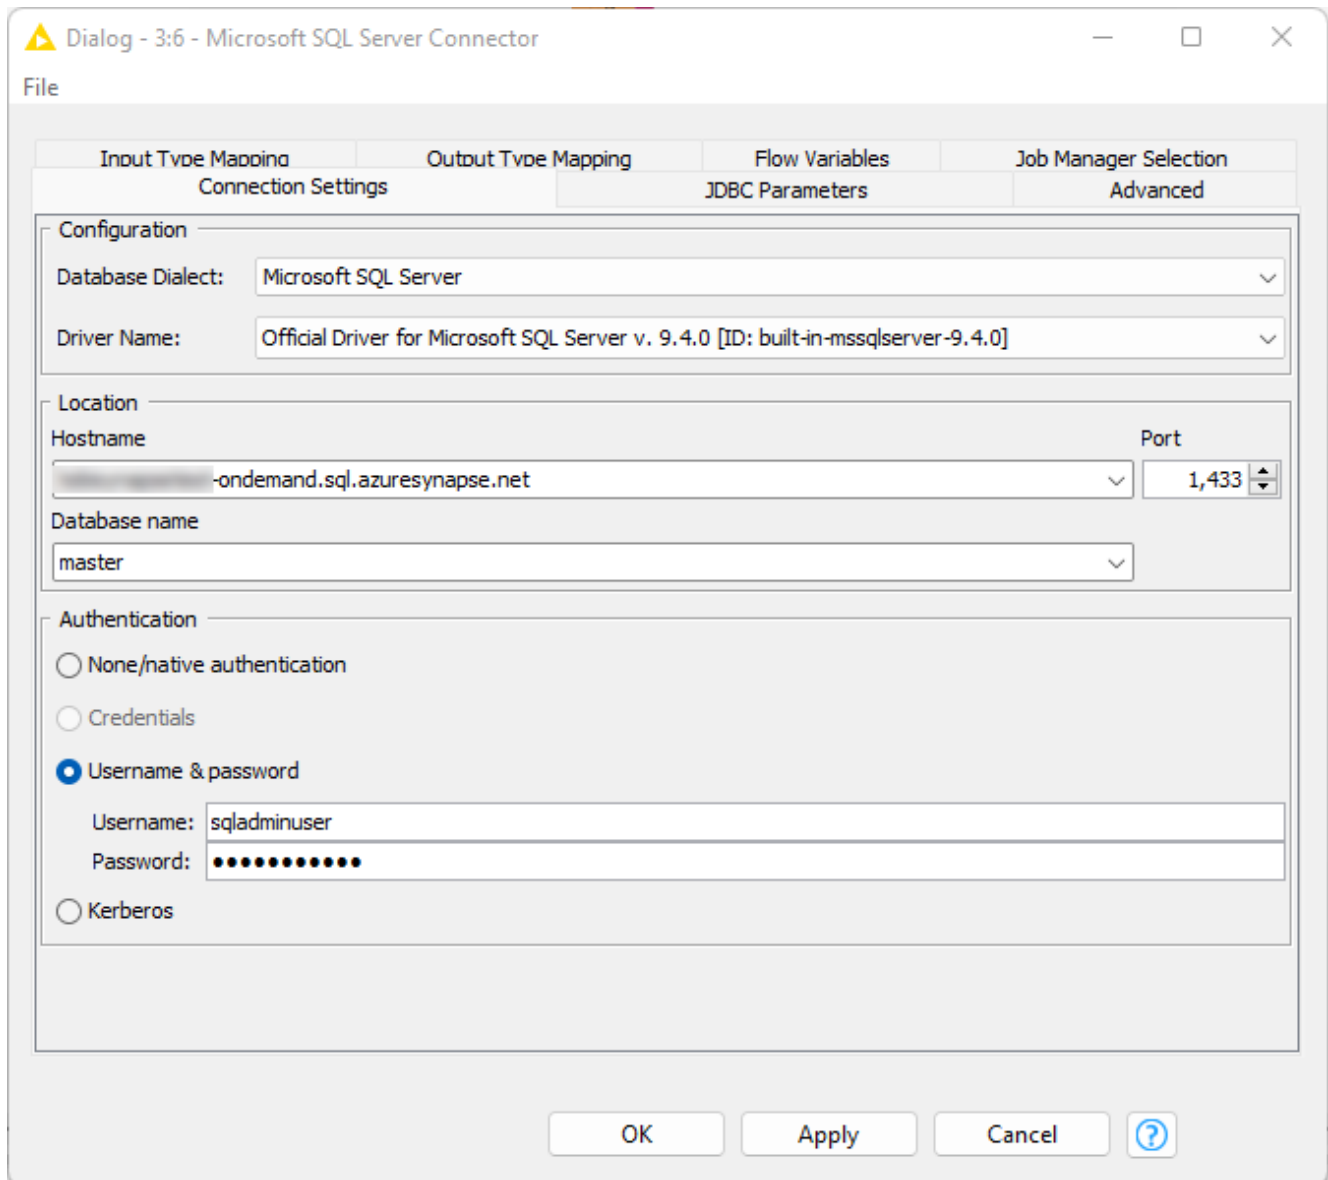 Dialog - 3:6 - Microsoft SQL Server Connector
File
Input Type Mapping Output Type Mapping Flow Variables Job Manager Selection
Connection Settings JDBC Parameters Advanced
Configuration
Database Dialect: Microsoft SQL Server
Driver Name: Official Driver for Microsoft SQL Server v. 9.4.0 [ID: built-in-mssqlserver-9.4.0]
Location
Hostname Port
-ondemand.sql.azuresynapse.net 1,433
Database name
master
Authentication
None/native authentication
Credentials
Username & password
Username: sqladminuser
Password: ●●●●●●●●●●●
Kerberos
OK Apply Cancel ?